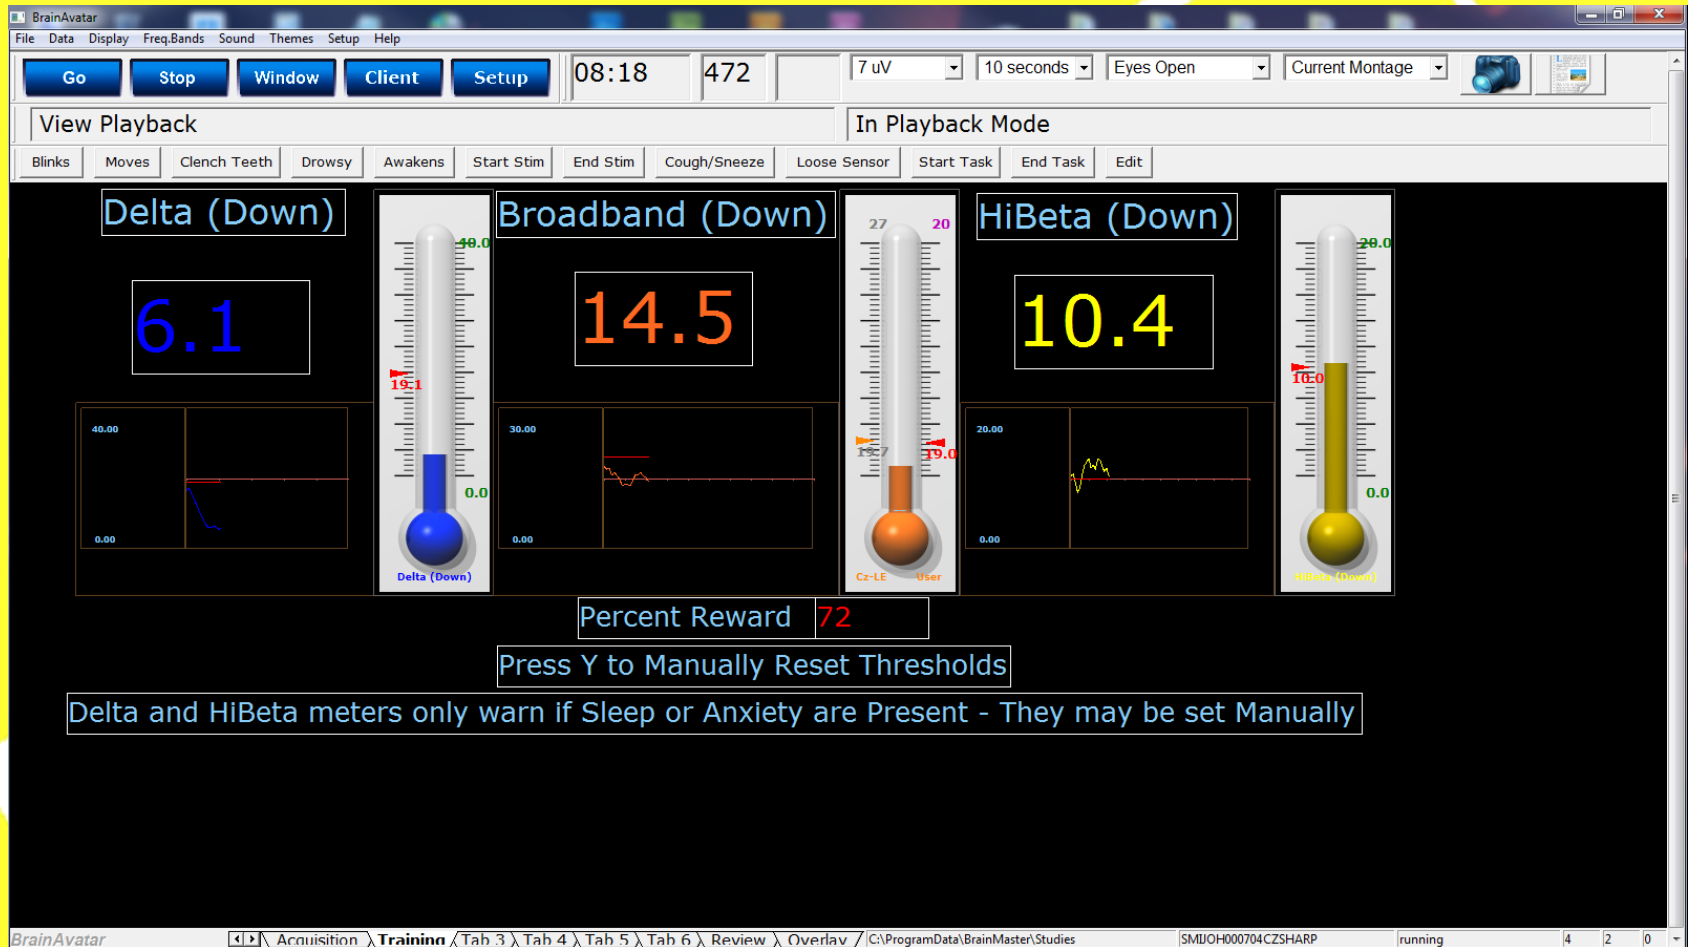 BrainAvatar
File Data Display Freq.Bands Sound Themes Setup Help
Go Stop Window Client Setup 08:18 472 7 uV 10 seconds Eyes Open Current Montage
View Playback In Playback Mode
Blinks Moves Clench Teeth Drowsy Awakens Start Stim End Stim Cough/Sneeze Loose Sensor Start Task End Task Edit
Delta (Down) Broadband (Down) HiBeta (Down)
27 20
40.0 20.0
6.1 14.5 10.4
19.1 10.0
40.00 30.00 20.00
19.7 19.0
0.0 0.0
0.00 0.00 0.00
Delta (Down) Cz-LE User HiBeta (Down)
Percent Reward 72
Press Y to Manually Reset Thresholds
Delta and HiBeta meters only warn if Sleep or Anxiety are Present - They may be set Manually
BrainAvatar Acquisition Training Tab 3 Tab 4 Tab 5 Tab 6 Review Overlay C:\ProgramData\BrainMaster\Studies SMIJOH000704CZSHARP running 4 2 0